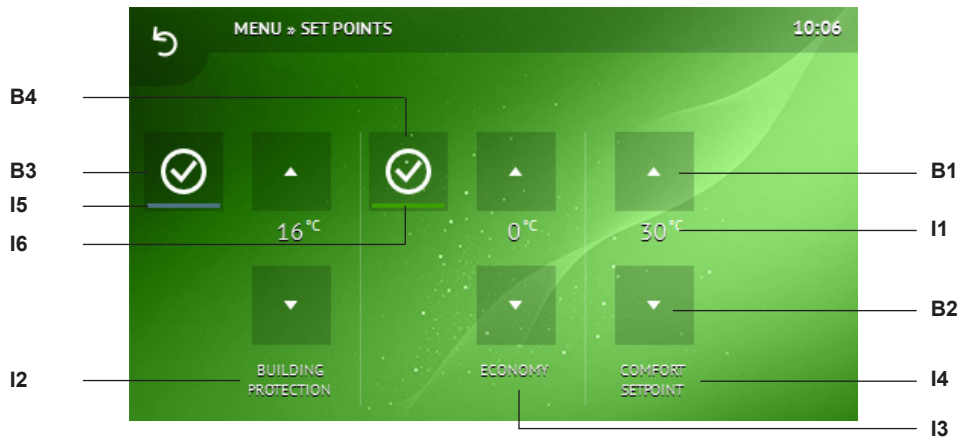 MENU » SET POINTS 10:06
B4
B3
B1
I5
I6
16°C 0°C 30°C
I1
B2
BUILDING
PROTECTION
ECONOMY
COMFORT
SETPOINT
I2
I4
I3